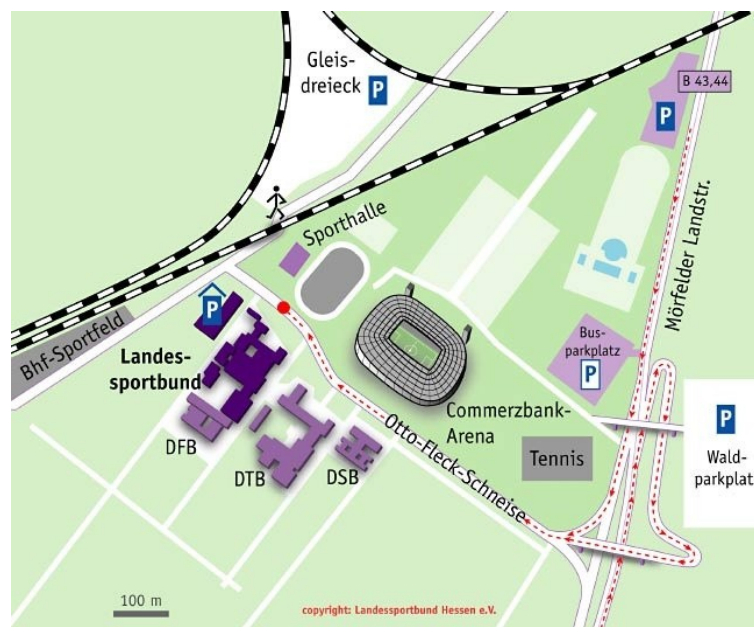 Gleis-
dreieck
P
B 43,44
P
Mörfelder Landstr.
Sporthalle
P
Bhf-Sportfeld
Landes-
sportbund
Bus-
parkplatz
P
Commerzbank-
Arena
Otto-Fleck-Schneise
Tennis
P
Wald-
parkplat
DFB
DTB
DSB
100 m
copyright: Landessportbund Hessen e.V.